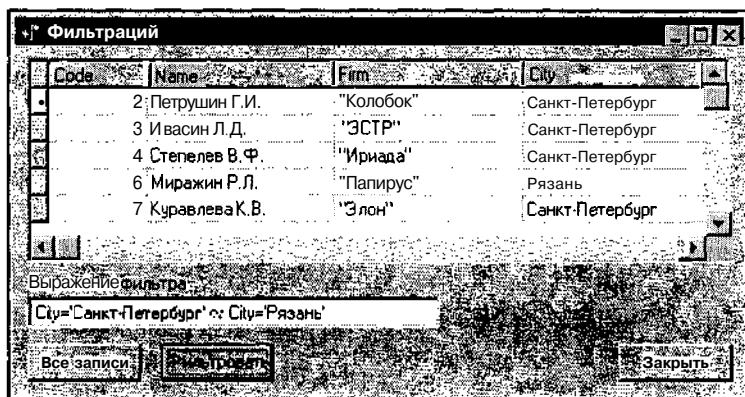 Фильтраций
Code Name Firm City
2 Петрушин Г.И. "Колобок" Санкт-Петербург
3 Ивасин Л.Д. "ЭСТР" Санкт-Петербург
4 Степелев В.Ф. "Ириада" Санкт-Петербург
6 Миражин Р.Л. "Папирус" Рязань
7 Куравлева К.В. "Элон" Санкт-Петербург
Выражение фильтра
City='Санкт-Петербург' or City='Рязань'
Все записи Фильтровать Закрыть